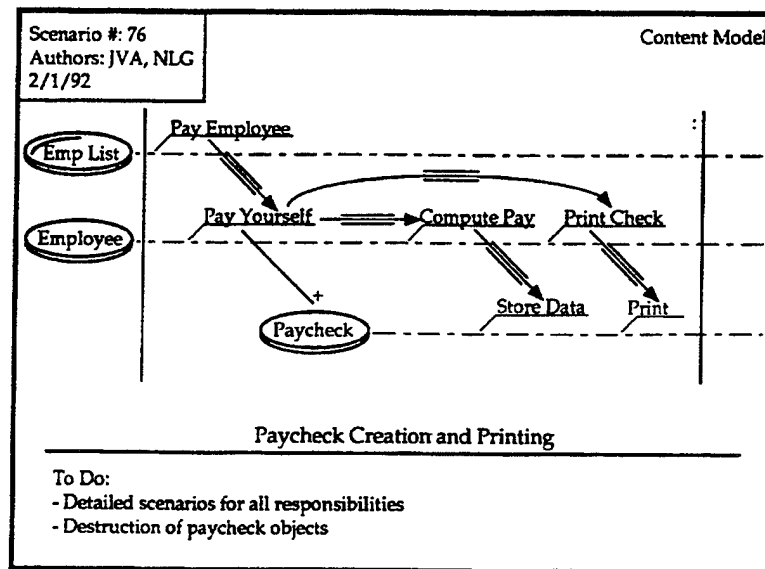 Scenario #: 76
Authors: JVA, NLG
2/1/92
Content Model
Pay Employee
:
Emp List
Pay Yourself
Compute Pay
Print Check
Employee
+
Store Data
Print
Paycheck
Paycheck Creation and Printing
To Do:
- Detailed scenarios for all responsibilities
- Destruction of paycheck objects